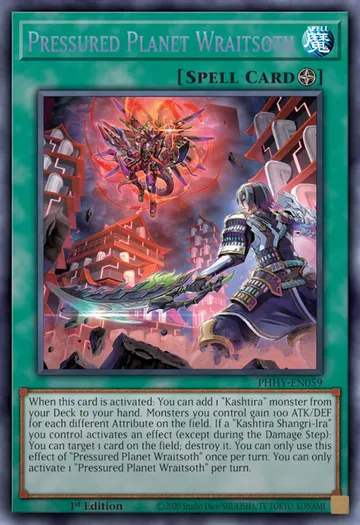 PRESSURED PLANET WRAITSOTH
SPELL
魔
[SPELL CARD]
PHHY-EN059
When this card is activated: You can add 1 "Kashtira" monster from
your Deck to your hand. Monsters you control gain 100 ATK/DEF
for each different Attribute on the field. If a "Kashtira Shangri-Ira"
you control activates an effect (except during the Damage Step):
You can target 1 card on the field; destroy it. You can only use this
effect of "Pressured Planet Wraitsoth" once per turn. You can only
activate 1 "Pressured Planet Wraitsoth" per turn.
1st Edition
©2020 Studio Dice/SHUEISHA, TV TOKYO, KONAMI